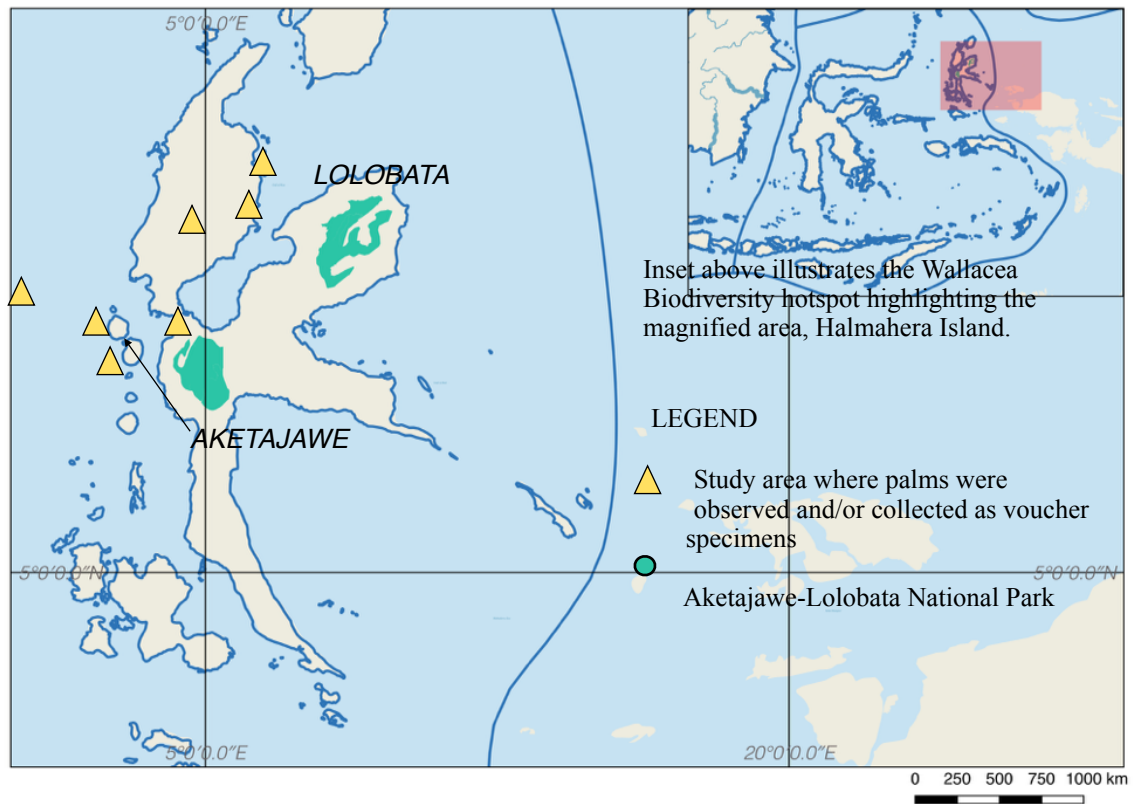 5°0′0.0″E
LOLOBATA
Inset above illustrates the Wallacea
Biodiversity hotspot highlighting the
magnified area, Halmahera Island.
LEGEND
AKETAJAWE
Study area where palms were
observed and/or collected as voucher
specimens
5°0′0.0″N
5°0′0.0″N
Aketajawe-Lolobata National Park
5°0′0.0″E
20°0′0.0″E
0 250 500 750 1000 km